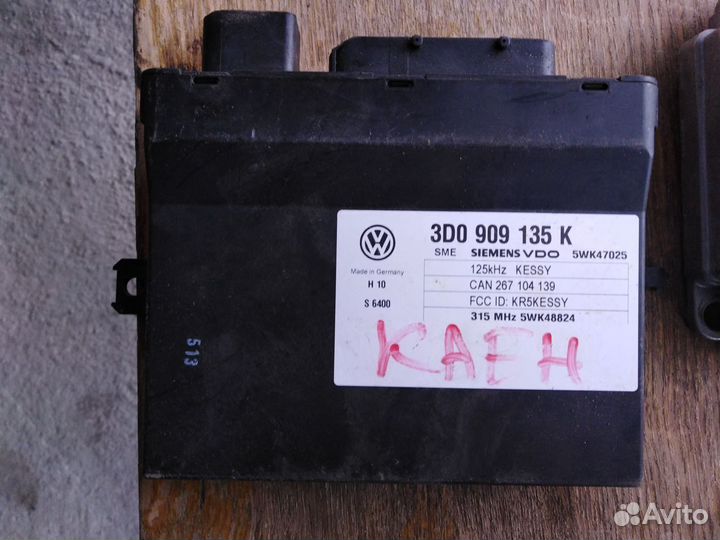 3D0 909 135 K
SME SIEMENS VDO 5WK47025
Made in Germany
H 10
S 6400
125kHz KESSY
CAN 267 104 139
FCC ID: KR5KESSY
315 MHz 5WK48824
КАЕН
513
Avito